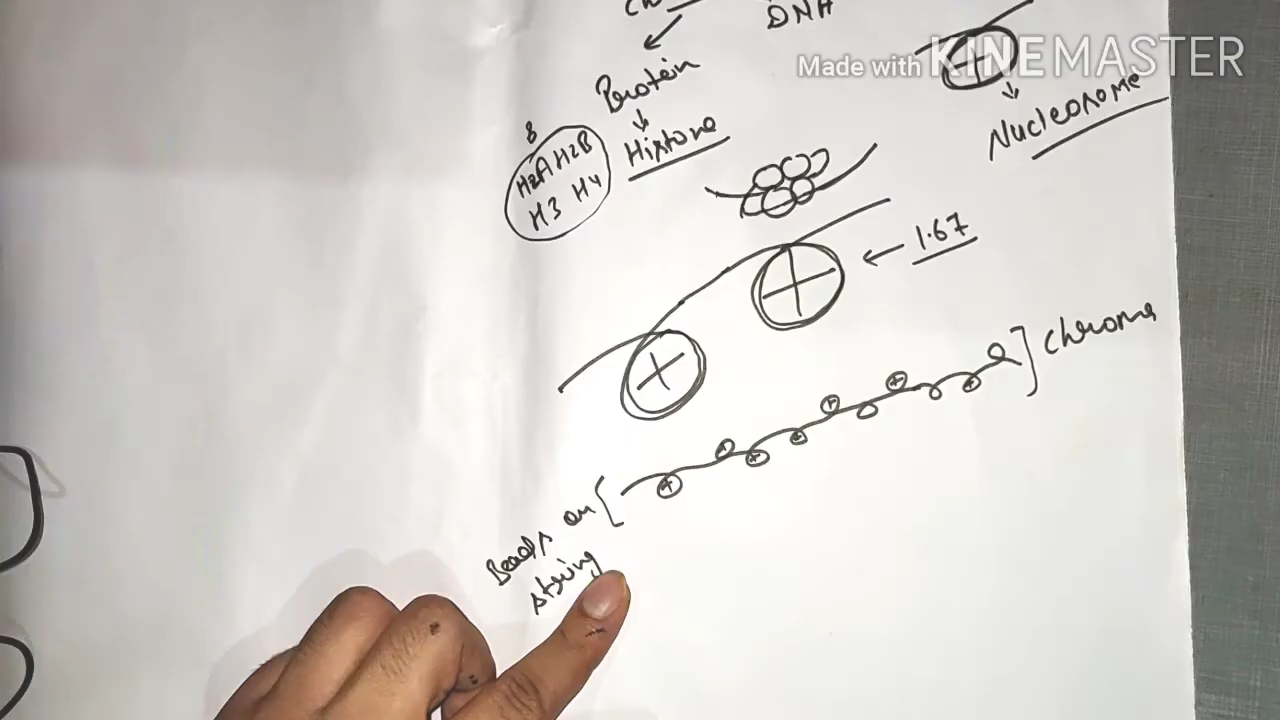 DNA
Made with KINEMASTER
Protein
Histone
8
H2A H2B
H3 H4
Nucleosome
1.67
Chroma
Beads on
string